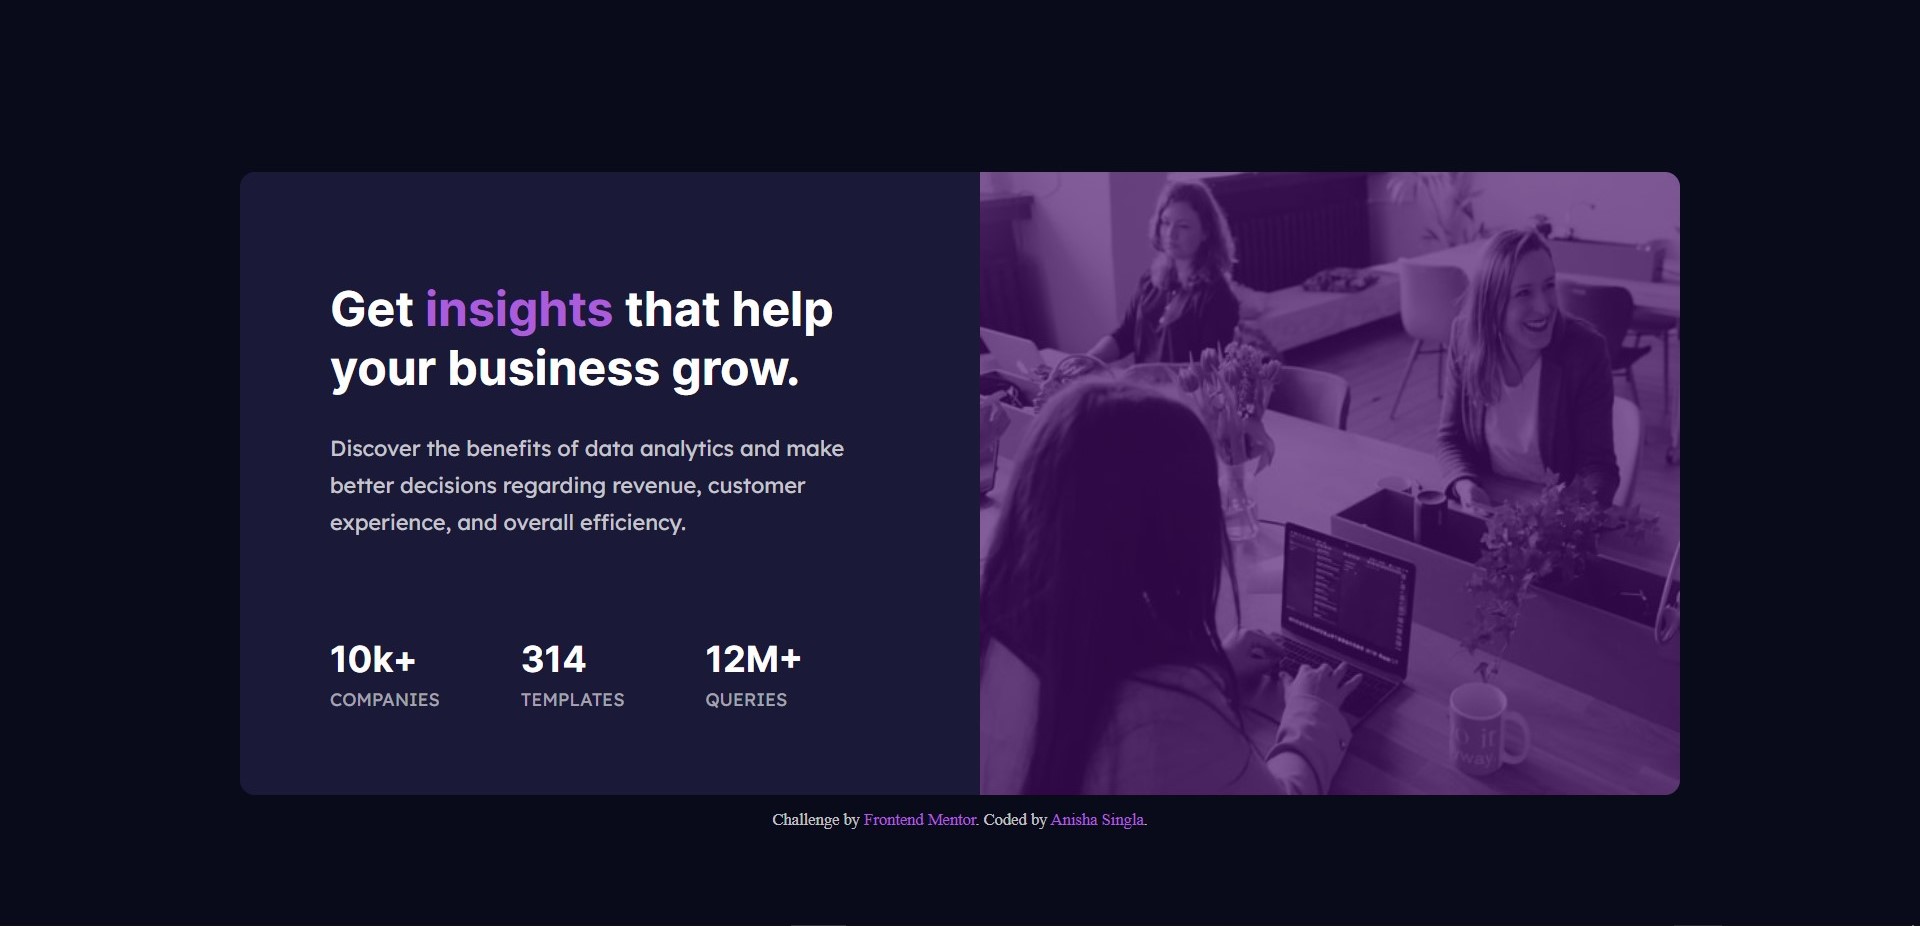 Get insights that help
your business grow.
Discover the benefits of data analytics and make
better decisions regarding revenue, customer
experience, and overall efficiency.
10k+ 314 12M+
COMPANIES TEMPLATES QUERIES
Challenge by Frontend Mentor. Coded by Anisha Singla.